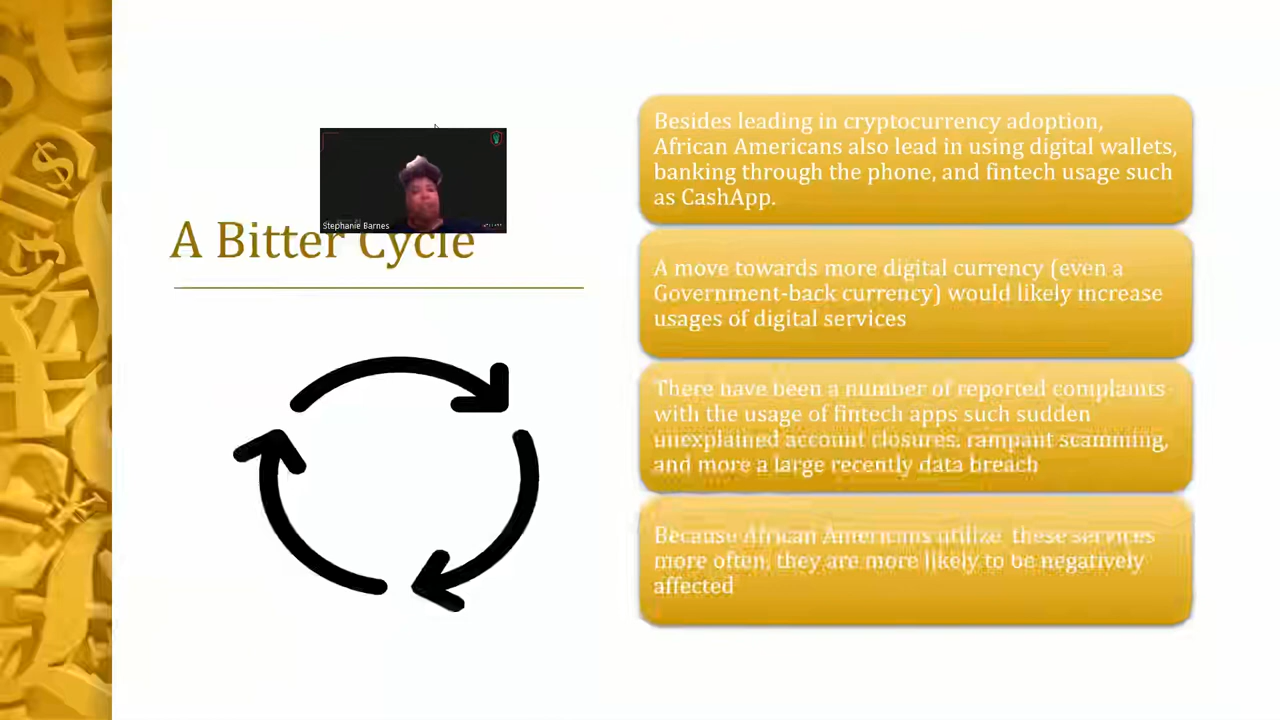 Stephanie Barnes
A Bitter Cycle
Besides leading in cryptocurrency adoption,
African Americans also lead in using digital wallets,
banking through the phone, and fintech usage such
as CashApp.
A move towards more digital currency (even a
Government-back currency) would likely increase
usages of digital services
There have been a number of reported complaints
with the usage of fintech apps such sudden
unexplained account closures, rampant scamming,
and more a large recently data breach
Because African Americans utilize these services
more often, they are more likely to be negatively
affected